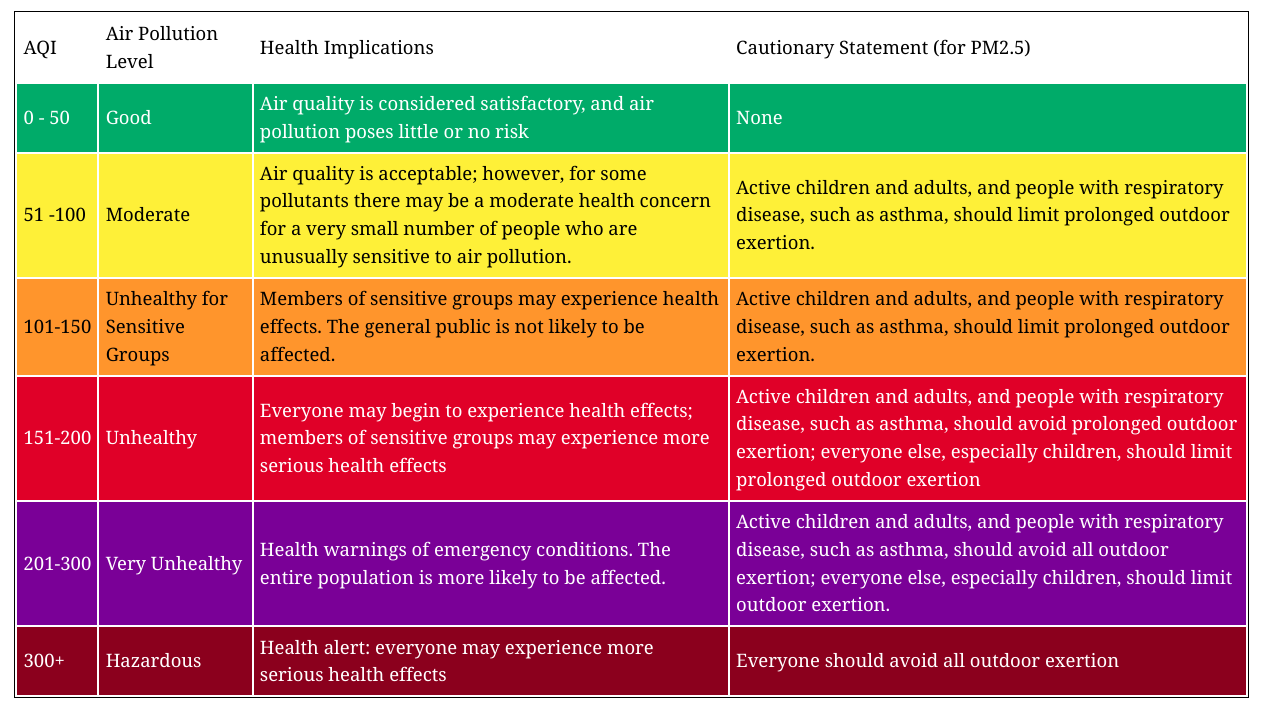 AQI
Air Pollution
Level
Health Implications
Cautionary Statement (for PM2.5)
0 - 50
Good
Air quality is considered satisfactory, and air
pollution poses little or no risk
None
51 -100
Moderate
Air quality is acceptable; however, for some
pollutants there may be a moderate health concern
for a very small number of people who are
unusually sensitive to air pollution.
Active children and adults, and people with respiratory
disease, such as asthma, should limit prolonged outdoor
exertion.
101-150
Unhealthy for
Sensitive
Groups
Members of sensitive groups may experience health
effects. The general public is not likely to be
affected.
Active children and adults, and people with respiratory
disease, such as asthma, should limit prolonged outdoor
exertion.
151-200
Unhealthy
Everyone may begin to experience health effects;
members of sensitive groups may experience more
serious health effects
Active children and adults, and people with respiratory
disease, such as asthma, should avoid prolonged outdoor
exertion; everyone else, especially children, should limit
prolonged outdoor exertion
201-300
Very Unhealthy
Health warnings of emergency conditions. The
entire population is more likely to be affected.
Active children and adults, and people with respiratory
disease, such as asthma, should avoid all outdoor
exertion; everyone else, especially children, should limit
outdoor exertion.
300+
Hazardous
Health alert: everyone may experience more
serious health effects
Everyone should avoid all outdoor exertion